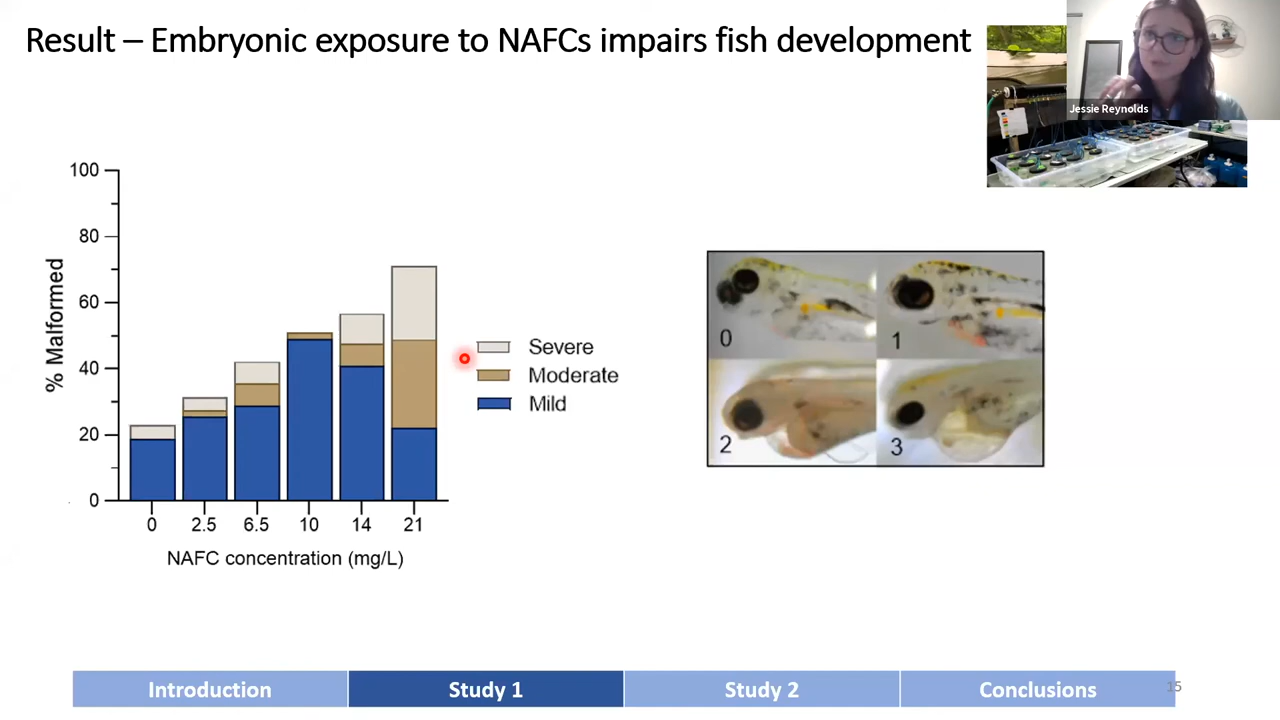 Result – Embryonic exposure to NAFCs impairs fish development
Jessie Reynolds
100
80
60
40
20
0
% Malformed
0 2.5 6.5 10 14 21
NAFC concentration (mg/L)
Severe
Moderate
Mild
0 1
2 3
Introduction Study 1 Study 2 Conclusions 15